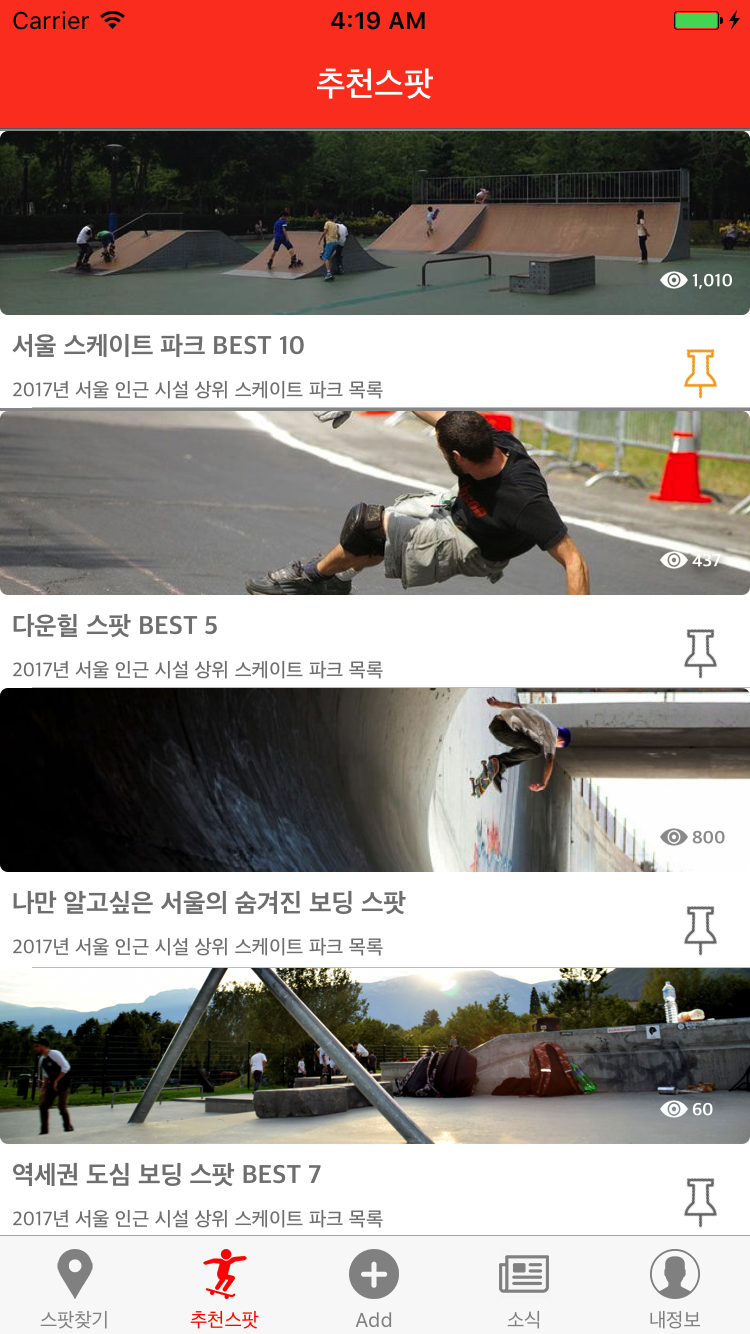 Carrier 4:19 AM
추천스팟
1,010
서울 스케이트 파크 BEST 10
2017년 서울 인근 시설 상위 스케이트 파크 목록
437
다운힐 스팟 BEST 5
2017년 서울 인근 시설 상위 스케이트 파크 목록
800
나만 알고싶은 서울의 숨겨진 보딩 스팟
2017년 서울 인근 시설 상위 스케이트 파크 목록
60
역세권 도심 보딩 스팟 BEST 7
2017년 서울 인근 시설 상위 스케이트 파크 목록
스팟찾기 추천스팟 Add 소식 내정보